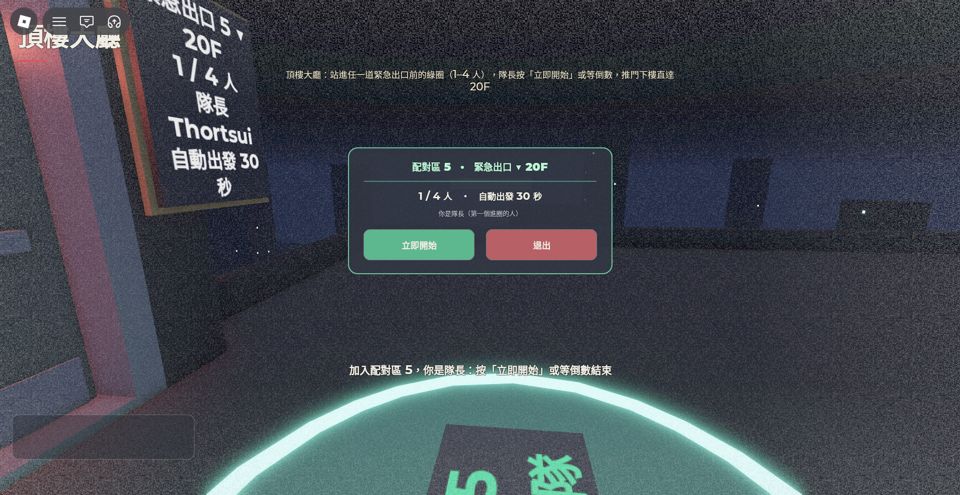 頂樓大廳
緊急出口 5 ▼
20F
1 / 4 人
隊長
Thortsui
自動出發 30
秒
頂樓大廳：站進任一道緊急出口前的綠圈（1–4 人），隊長按「立即開始」或等倒數，推門下樓直達
20F
配對區 5 • 緊急出口 ▼ 20F
1 / 4 人 • 自動出發 30 秒
你是隊長（第一個進圈的人）
立即開始
退出
加入配對區 5，你是隊長：按「立即開始」或等倒數結束
5
隊